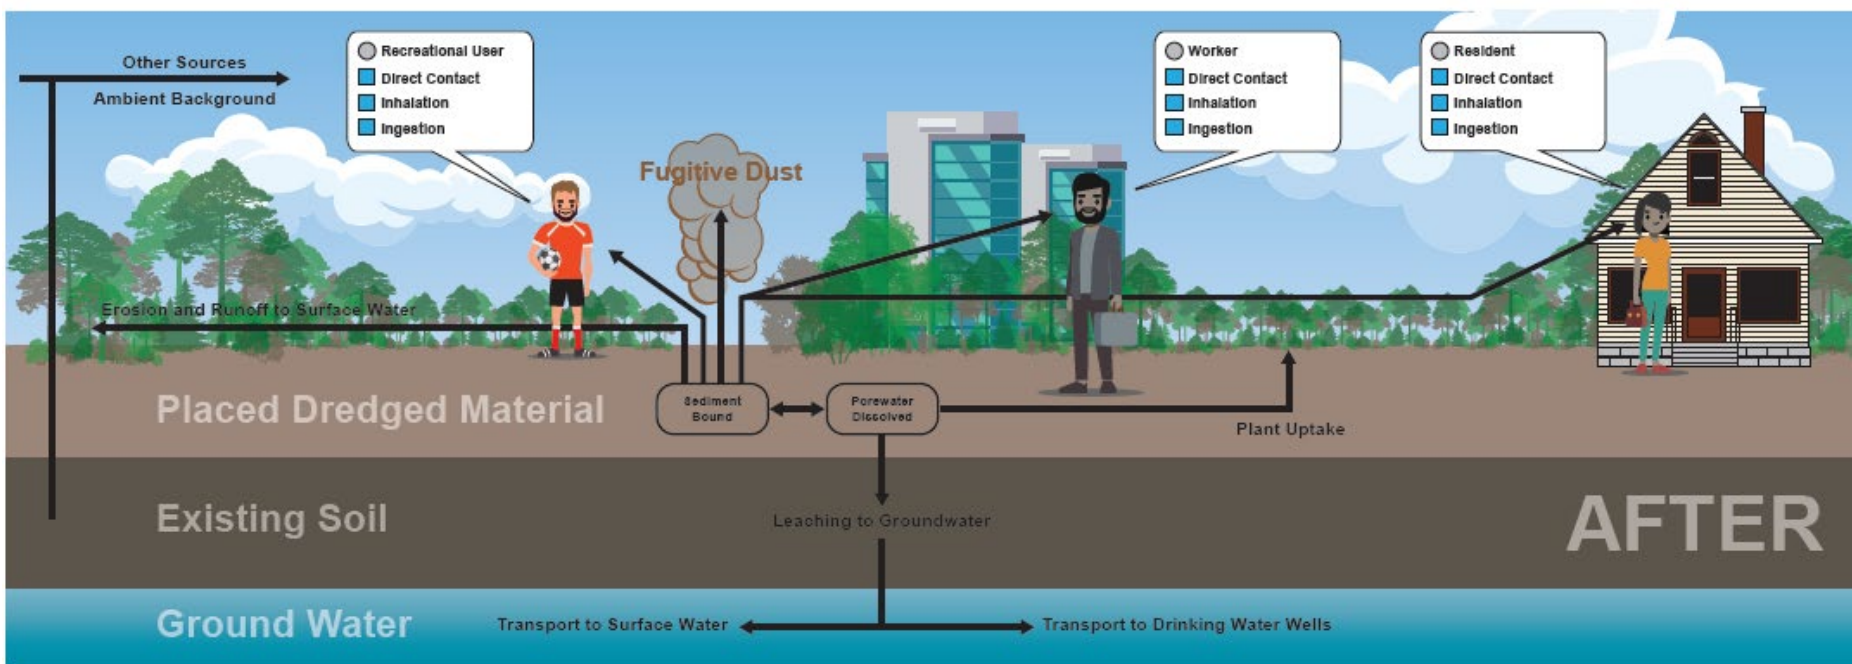 Other Sources
Ambient Background
Recreational User
Direct Contact
Inhalation
Ingestion
Fugitive Dust
Worker
Direct Contact
Inhalation
Ingestion
Resident
Direct Contact
Inhalation
Ingestion
Erosion and Runoff to Surface Water
Placed Dredged Material
Sediment
Bound
Porewater
Dissolved
Plant Uptake
Existing Soil
Leaching to Groundwater
AFTER
Ground Water
Transport to Surface Water
Transport to Drinking Water Wells